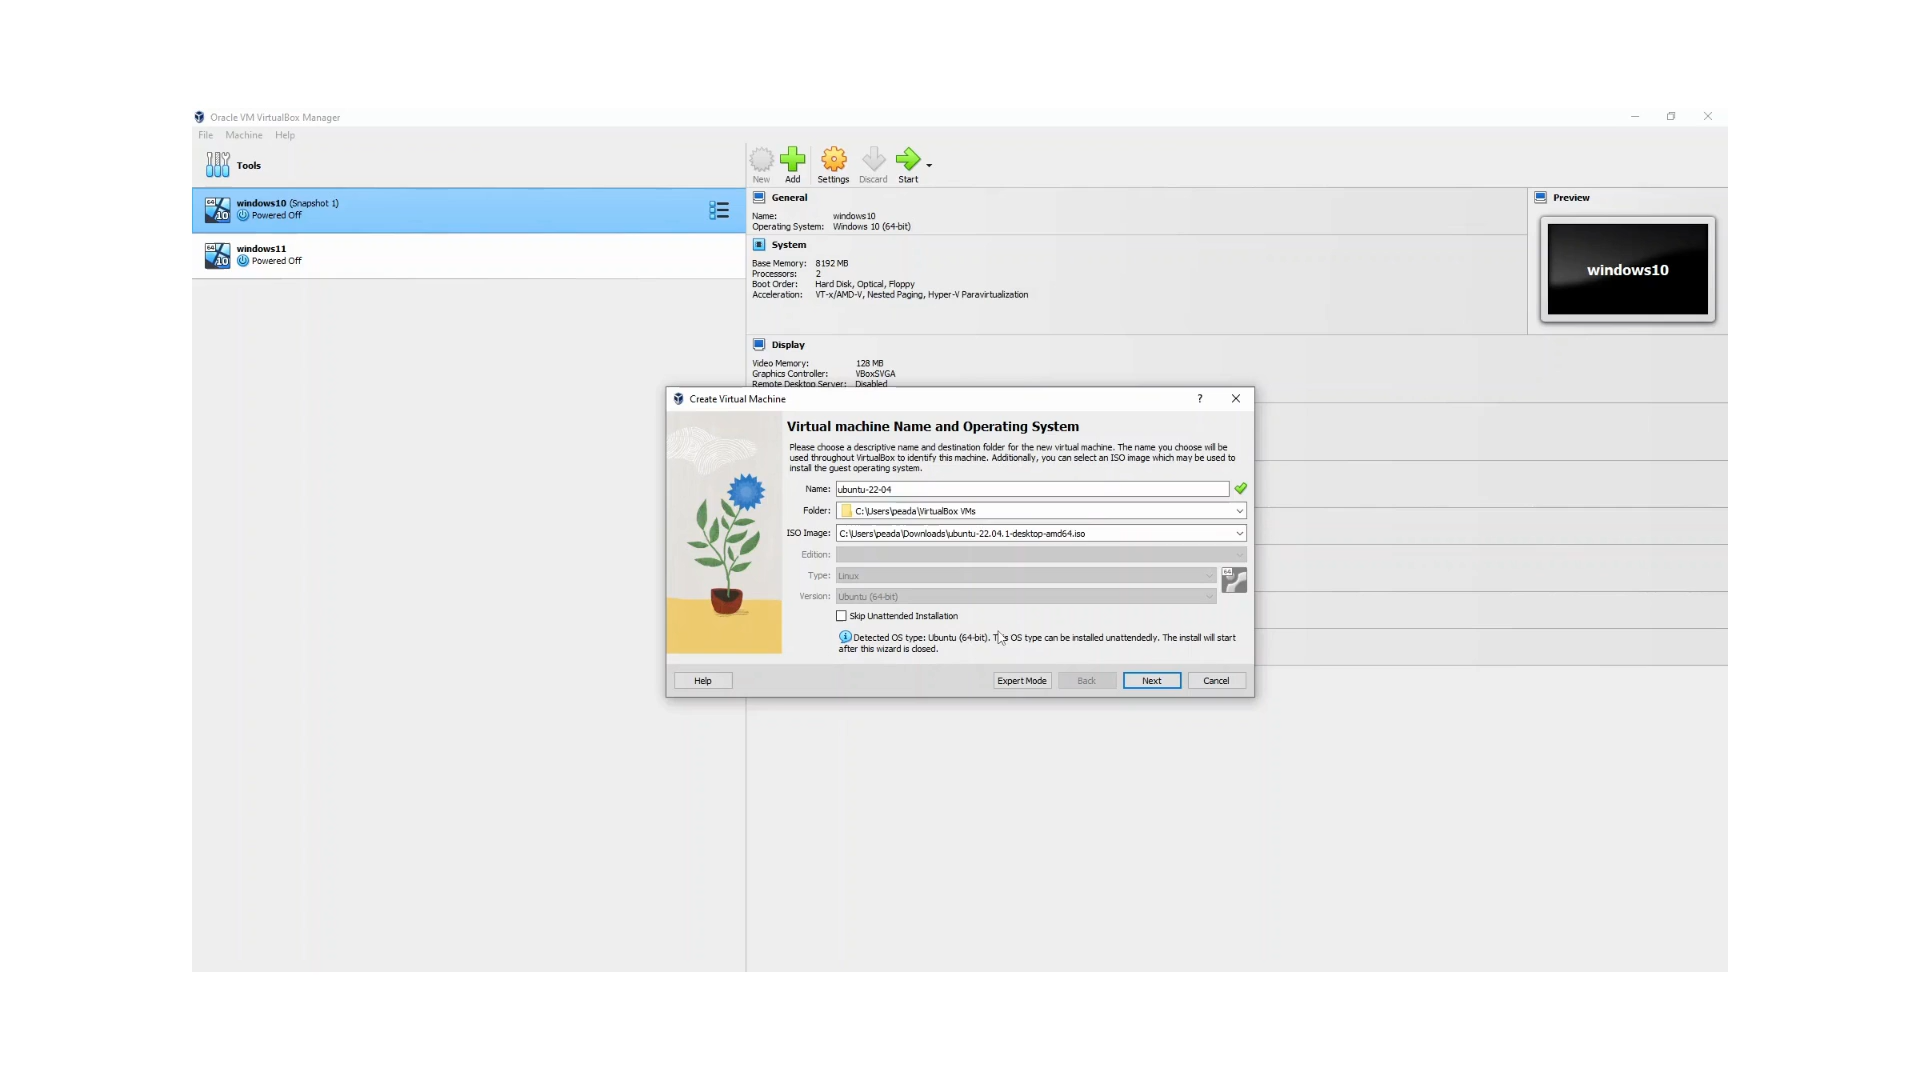 Oracle VM VirtualBox Manager
File Machine Help
Tools
New Add Settings Discard Start
windows10 (Snapshot 1)
Powered Off
windows11
Powered Off
General
Name: windows10
Operating System: Windows 10 (64-bit)
System
Base Memory: 8192 MB
Processors: 2
Boot Order: Hard Disk, Optical, Floppy
Acceleration: VT-x/AMD-V, Nested Paging, Hyper-V Paravirtualization
Preview
windows10
Display
Video Memory: 128 MB
Graphics Controller: VBoxSVGA
Remote Desktop Server: Disabled
Create Virtual Machine
Virtual machine Name and Operating System
Please choose a descriptive name and destination folder for the new virtual machine. The name you choose will be
used throughout VirtualBox to identify this machine. Additionally, you can select an ISO image which may be used to
install the guest operating system.
Name: ubuntu-22-04
Folder: C:\Users\peada\VirtualBox VMs
ISO Image: C:\Users\peada\Downloads\ubuntu-22.04.1-desktop-amd64.iso
Edition:
Type: Linux
64
Version: Ubuntu (64-bit)
Skip Unattended Installation
Detected OS type: Ubuntu (64-bit). This OS type can be installed unattendedly. The install will start
after this wizard is closed.
Help Expert Mode Back Next Cancel